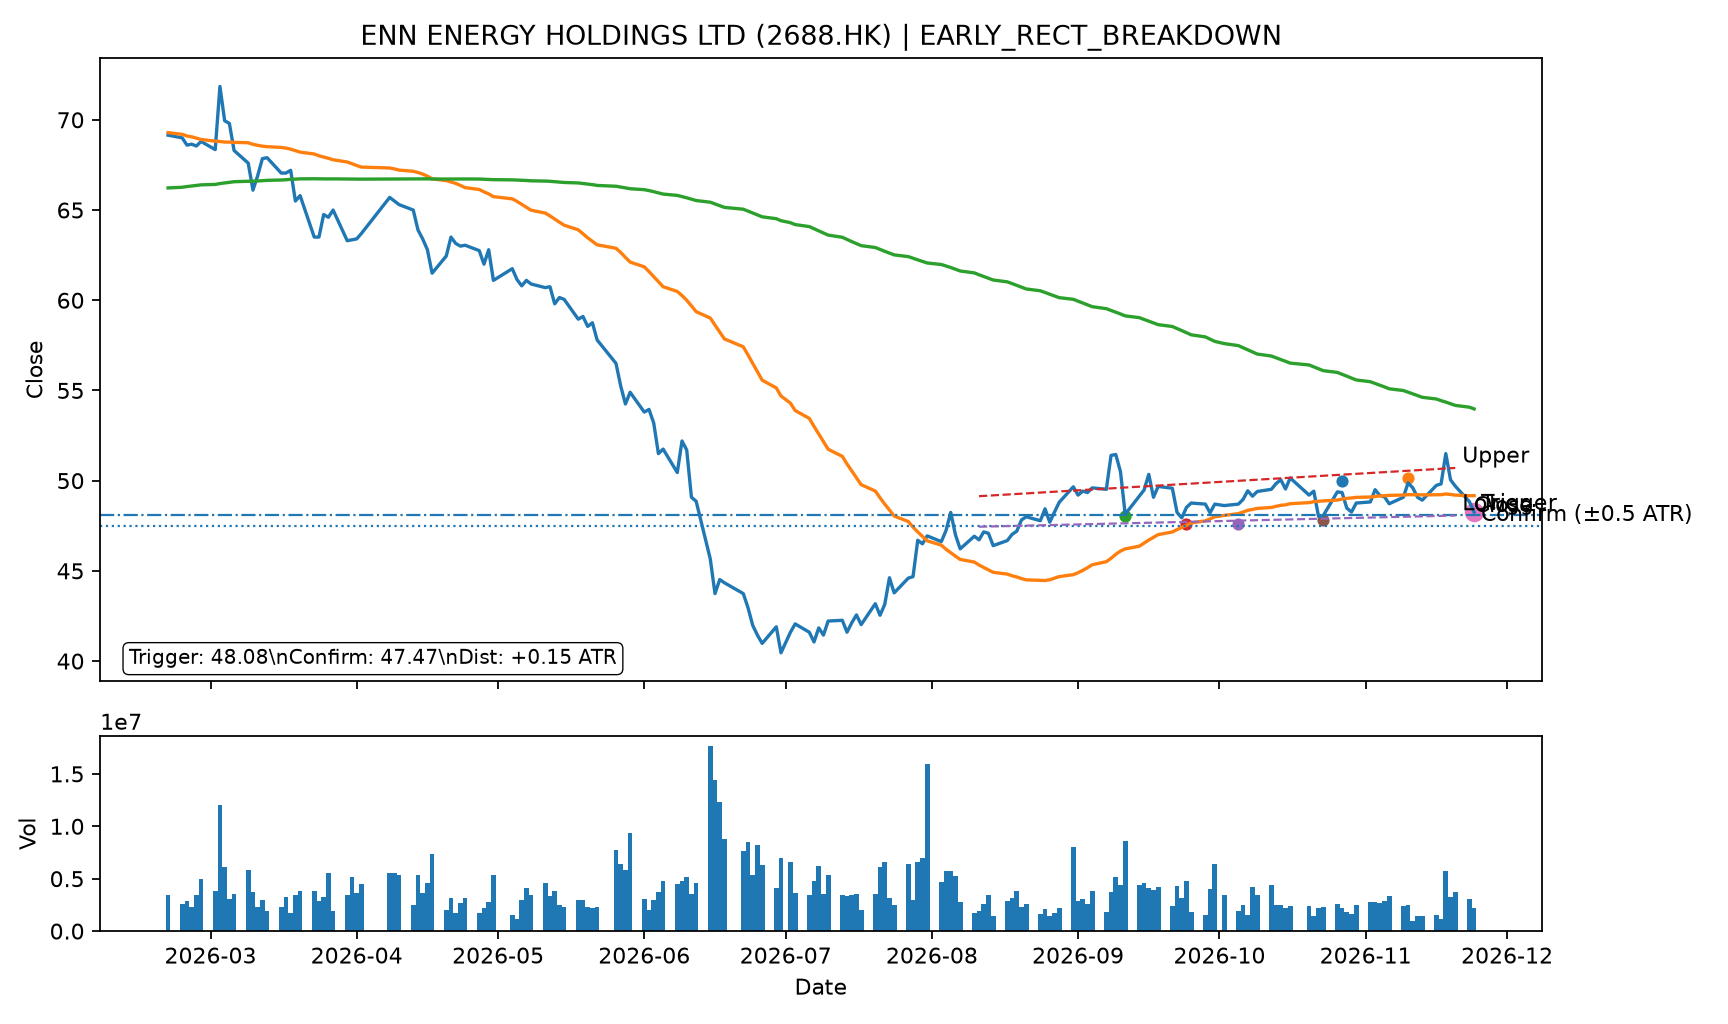 ENN ENERGY HOLDINGS LTD (2688.HK) | EARLY_RECT_BREAKDOWN
70
65
60
55
50
45
40
Close
Upper
Trigger
Confirm (±0.5 ATR)
Trigger: 48.08\nConfirm: 47.47\nDist: +0.15 ATR
1e7
1.5
1.0
0.5
0.0
Vol
2026-03
2026-04
2026-05
2026-06
2026-07
2026-08
2026-09
2026-10
2026-11
2026-12
Date